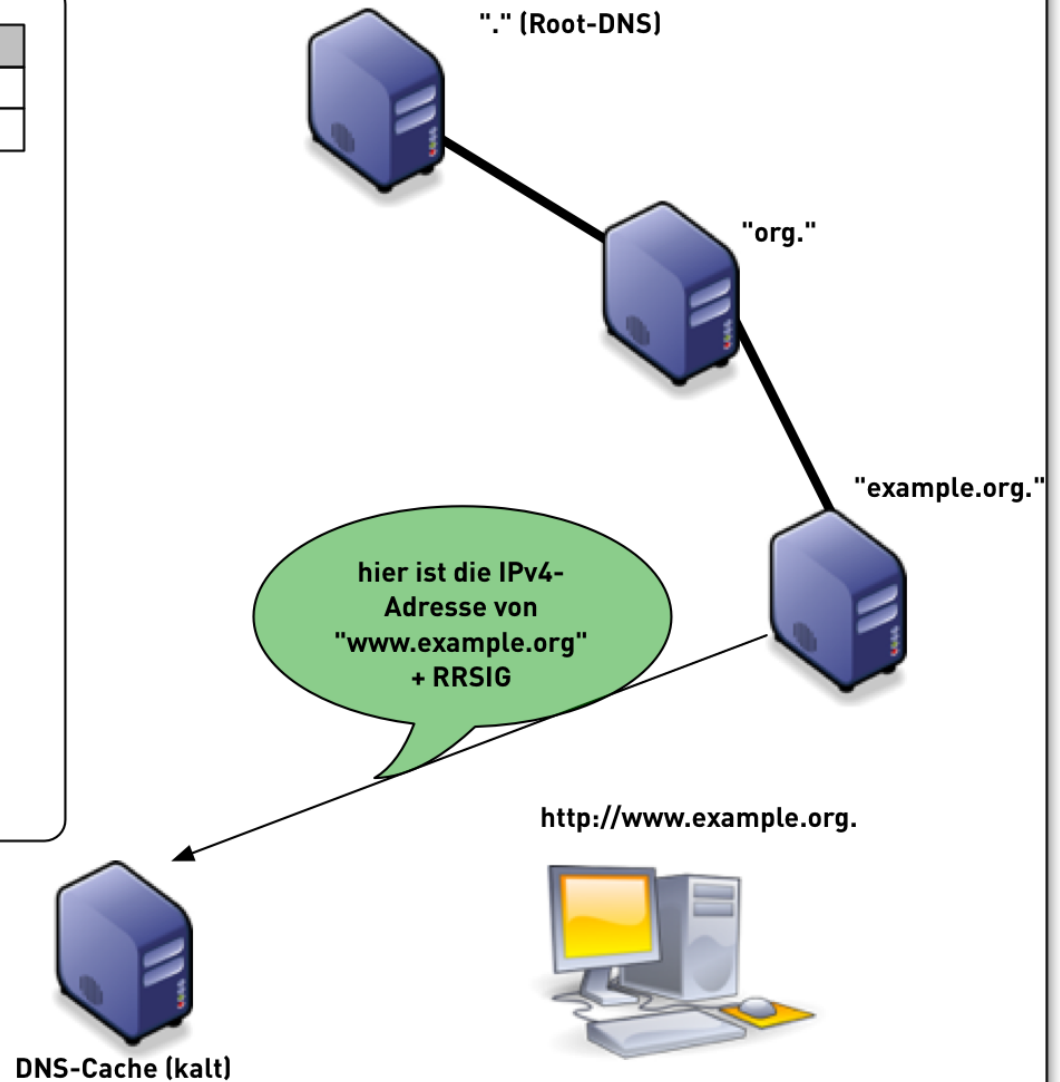 "." (Root-DNS)
"org."
"example.org."
hier ist die IPv4-
Adresse von
"www.example.org"
+ RRSIG
http://www.example.org.
DNS-Cache (kalt)